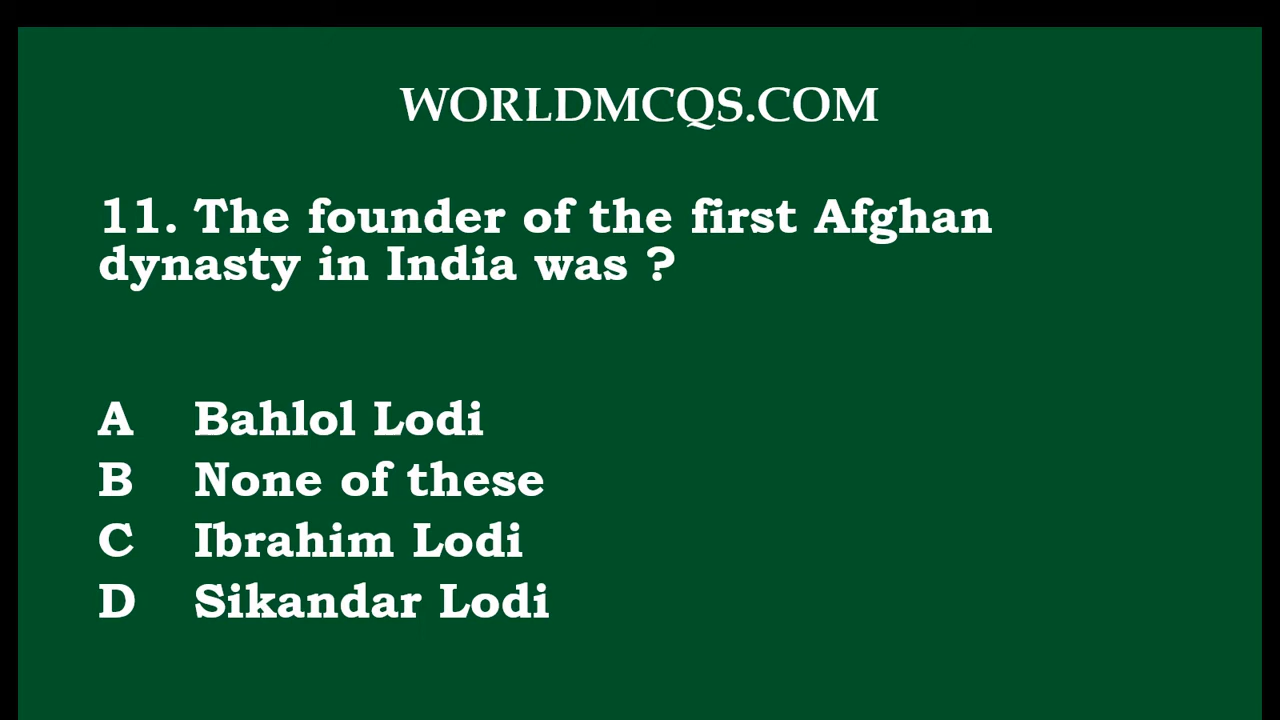 WORLDMCQS.COM
11. The founder of the first Afghan
dynasty in India was ?
A Bahlol Lodi
B None of these
C Ibrahim Lodi
D Sikandar Lodi